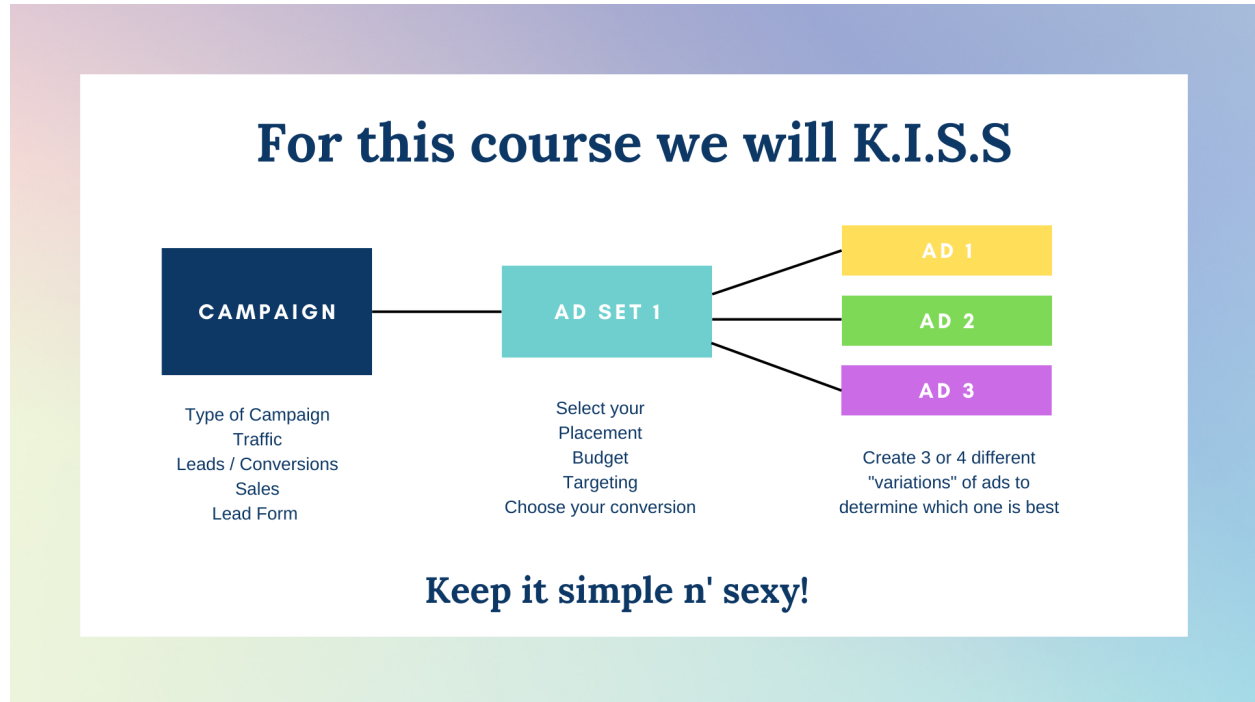 For this course we will K.I.S.S
CAMPAIGN
Type of Campaign
Traffic
Leads / Conversions
Sales
Lead Form
AD SET 1
Select your
Placement
Budget
Targeting
Choose your conversion
AD 1
AD 2
AD 3
Create 3 or 4 different
"variations" of ads to
determine which one is best
Keep it simple n' sexy!